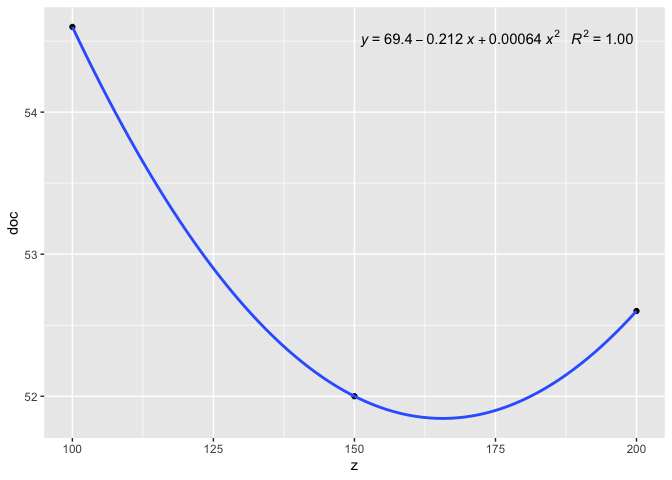 y = 69.4 – 0.212 x + 0.00064 x² R² = 1.00
54
53
52
doc
100 125 150 175 200
z